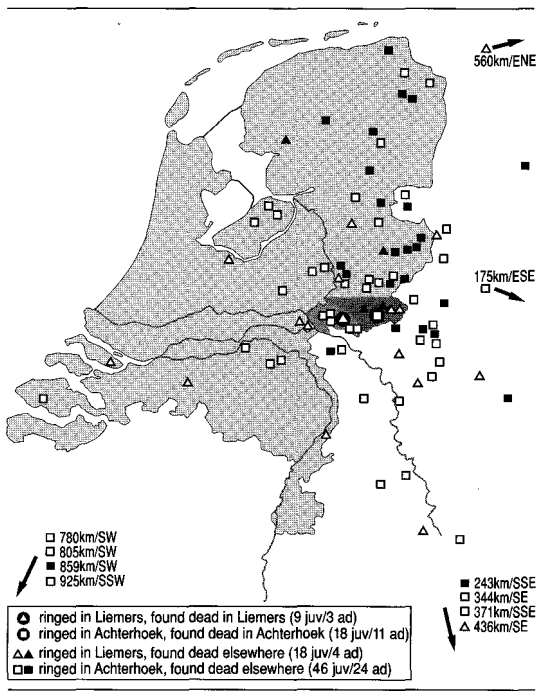 560km/ENE
175km/ESE
780km/SW
805km/SW
859km/SW
925km/SSW
243km/SSE
344km/SE
371km/SSE
436km/SE
ringed in Liemers, found dead in Liemers (9 juv/3 ad)
ringed in Achterhoek, found dead in Achterhoek (18 juv/11 ad)
ringed in Liemers, found dead elsewhere (18 juv/4 ad)
ringed in Achterhoek, found dead elsewhere (46 juv/24 ad)